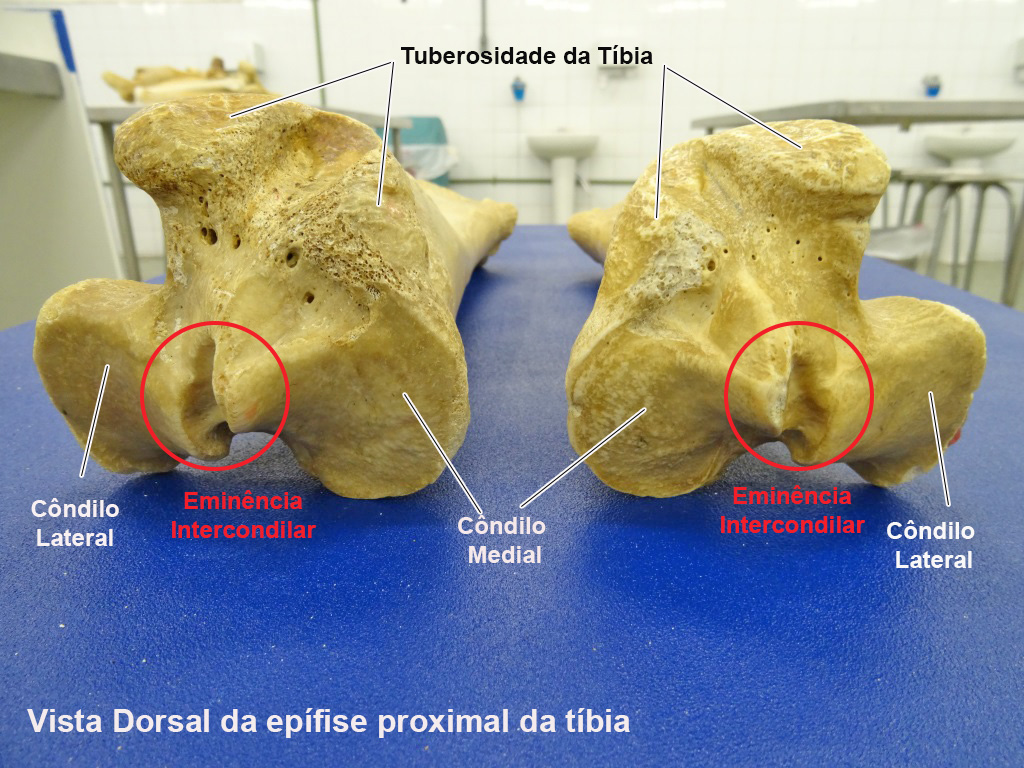 Tuberosidade da Tíbia
Côndilo
Lateral
Eminência
Intercondilar
Côndilo
Medial
Eminência
Intercondilar
Côndilo
Lateral
Vista Dorsal da epífise proximal da tíbia